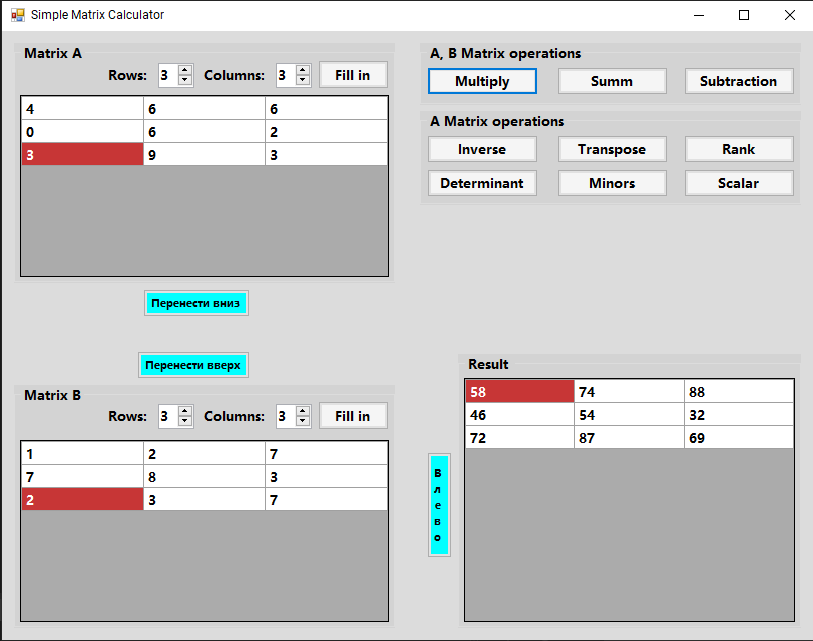 Simple Matrix Calculator
Matrix A
Rows: 3 Columns: 3 Fill in
4 6 6
0 6 2
3 9 3
Перенести вниз
Перенести вверх
Matrix B
Rows: 3 Columns: 3 Fill in
1 2 7
7 8 3
2 3 7
A, B Matrix operations
Multiply Summ Subtraction
A Matrix operations
Inverse Transpose Rank
Determinant Minors Scalar
Result
58 74 88
46 54 32
72 87 69
В
л
е
в
о